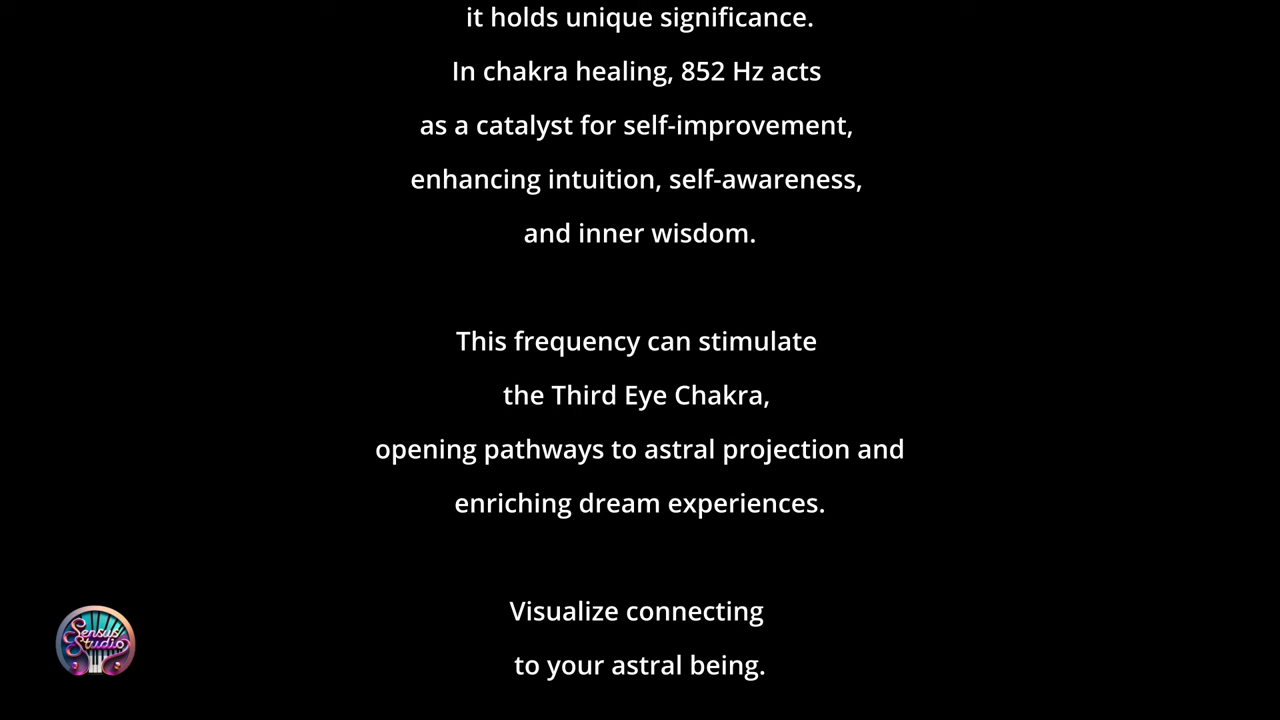 it holds unique significance.
In chakra healing, 852 Hz acts
as a catalyst for self-improvement,
enhancing intuition, self-awareness,
and inner wisdom.
This frequency can stimulate
the Third Eye Chakra,
opening pathways to astral projection and
enriching dream experiences.
Visualize connecting
to your astral being.
Sensus
Studio